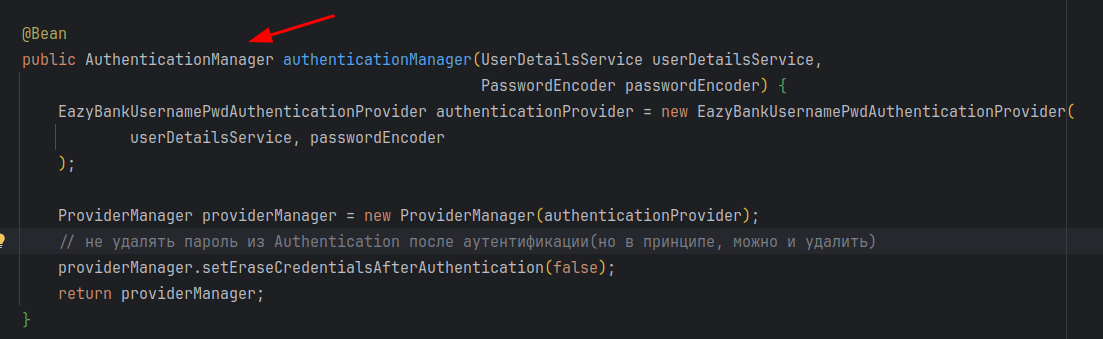 @Bean
public AuthenticationManager authenticationManager(UserDetailsService userDetailsService,
PasswordEncoder passwordEncoder) {
EazyBankUsernamePwdAuthenticationProvider authenticationProvider = new EazyBankUsernamePwdAuthenticationProvider(
userDetailsService, passwordEncoder
);
ProviderManager providerManager = new ProviderManager(authenticationProvider);
// не удалять пароль из Authentication после аутентификации(но в принципе, можно и удалить)
providerManager.setEraseCredentialsAfterAuthentication(false);
return providerManager;
}